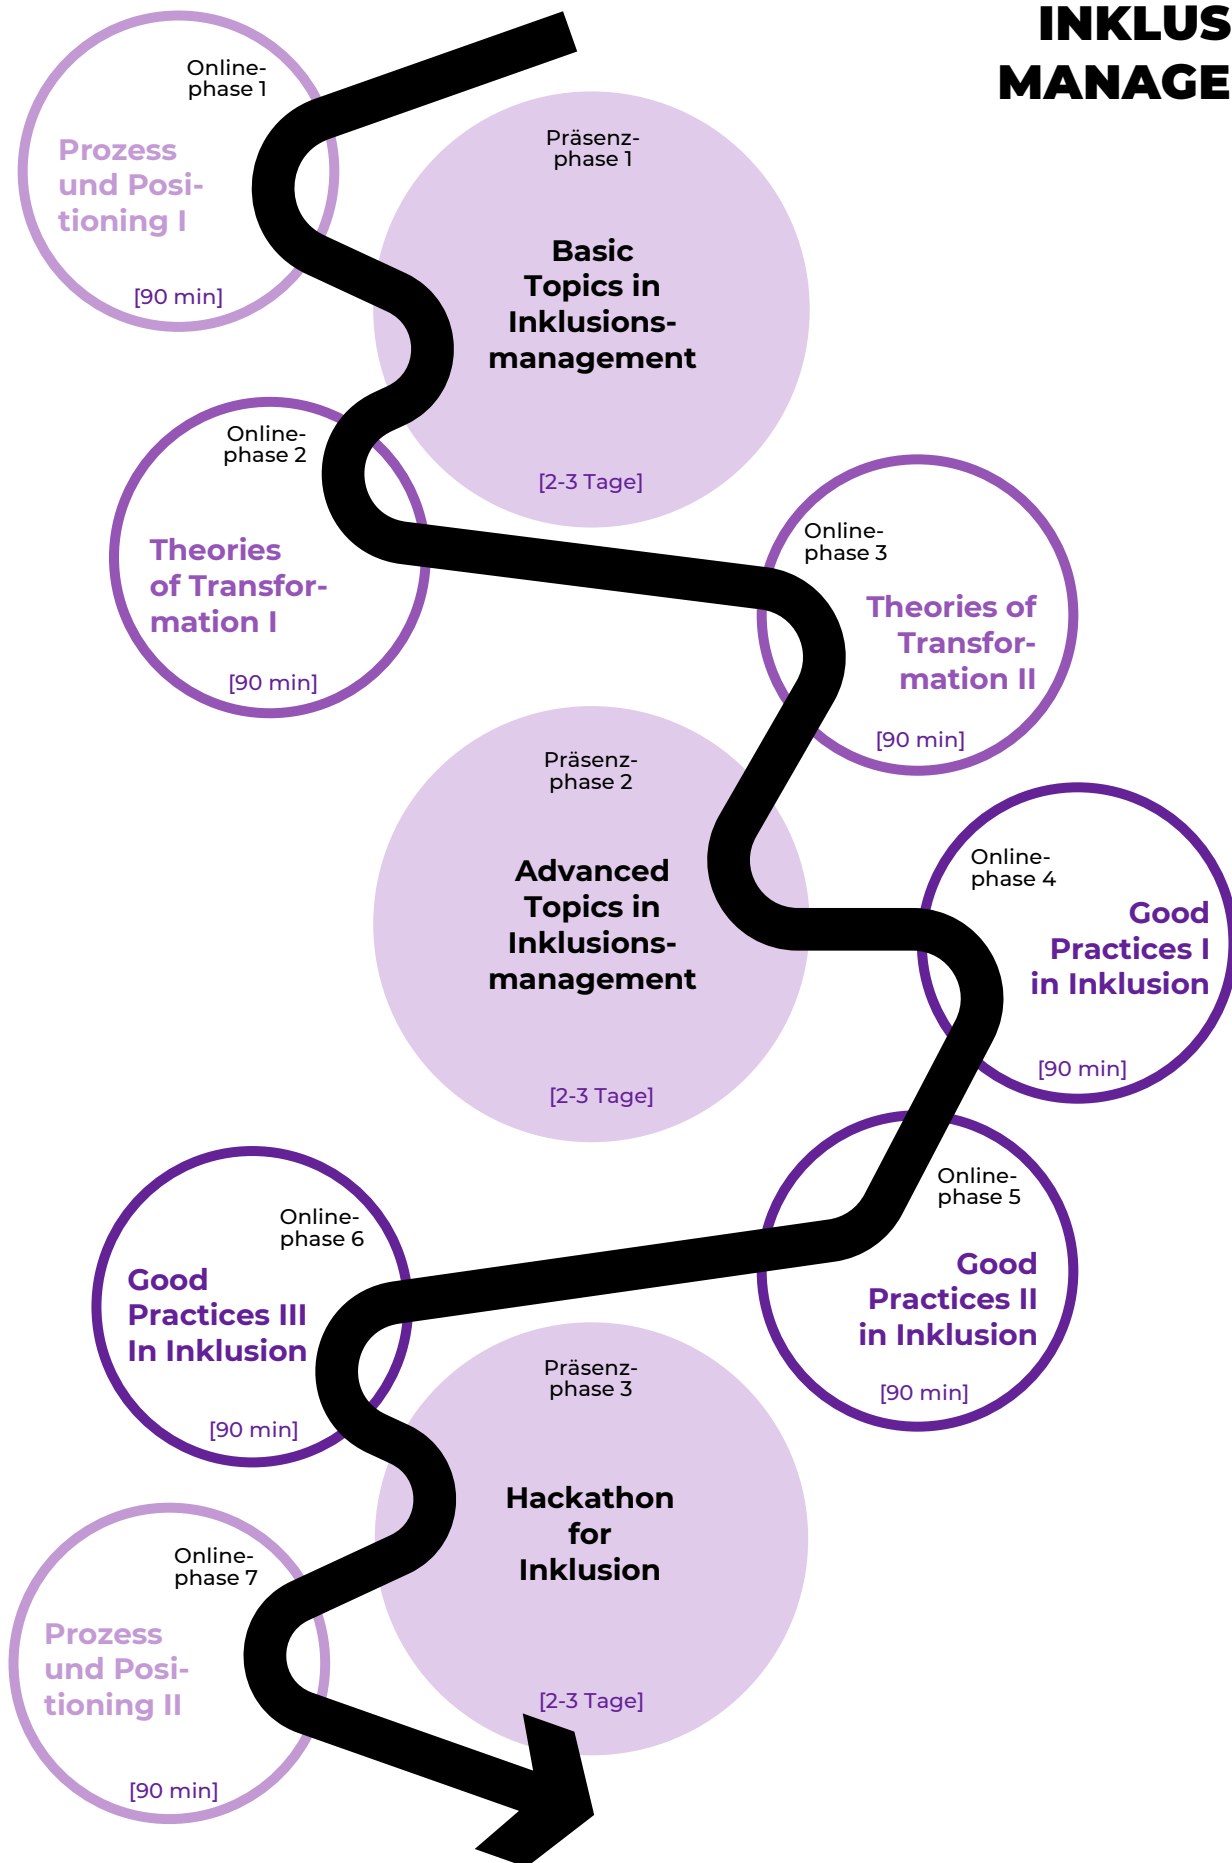 INKLUS
MANAGE
Online-
phase 1
Prozess
und Posi-
tioning I
[90 min]
Präsenz-
phase 1
Basic
Topics in
Inklusions-
management
[2-3 Tage]
Online-
phase 2
Theories
of Transfor-
mation I
[90 min]
Online-
phase 3
Theories of
Transfor-
mation II
[90 min]
Präsenz-
phase 2
Advanced
Topics in
Inklusions-
management
[2-3 Tage]
Online-
phase 4
Good
Practices I
in Inklusion
[90 min]
Online-
phase 5
Good
Practices II
in Inklusion
[90 min]
Online-
phase 6
Good
Practices III
In Inklusion
[90 min]
Präsenz-
phase 3
Hackathon
for
Inklusion
[2-3 Tage]
Online-
phase 7
Prozess
und Posi-
tioning II
[90 min]